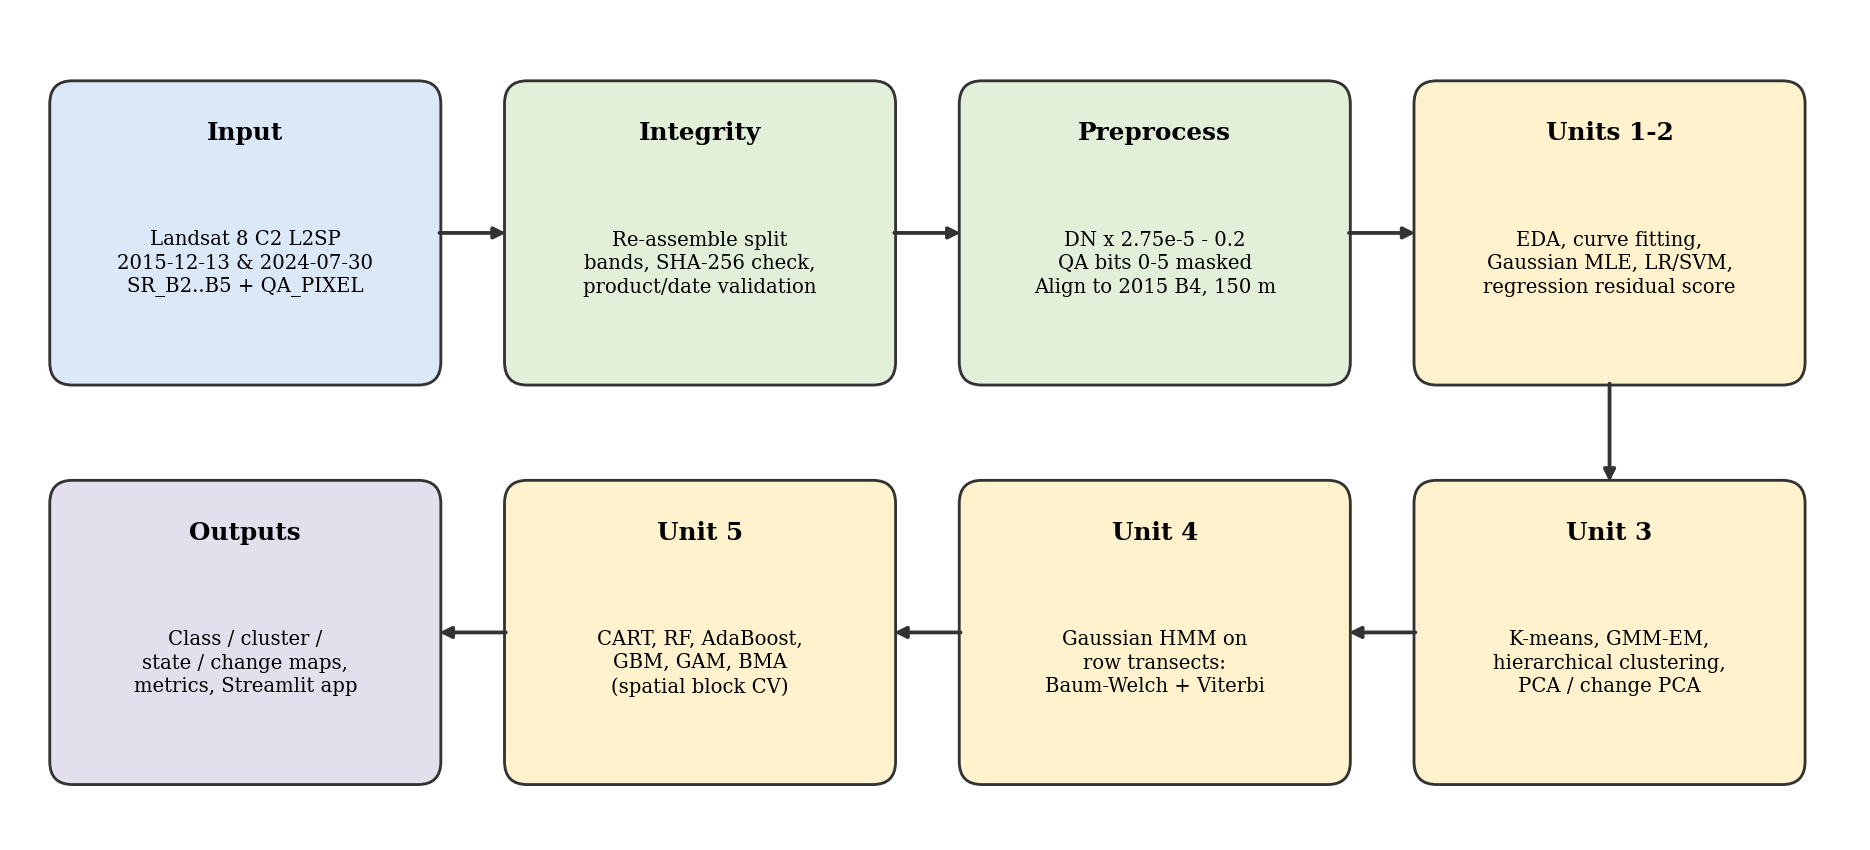 Input
Landsat 8 C2 L2SP
2015-12-13 & 2024-07-30
SR_B2..B5 + QA_PIXEL
Integrity
Re-assemble split
bands, SHA-256 check,
product/date validation
Preprocess
DN x 2.75e-5 - 0.2
QA bits 0-5 masked
Align to 2015 B4, 150 m
Units 1-2
EDA, curve fitting,
Gaussian MLE, LR/SVM,
regression residual score
Unit 3
K-means, GMM-EM,
hierarchical clustering,
PCA / change PCA
Unit 4
Gaussian HMM on
row transects:
Baum-Welch + Viterbi
Unit 5
CART, RF, AdaBoost,
GBM, GAM, BMA
(spatial block CV)
Outputs
Class / cluster /
state / change maps,
metrics, Streamlit app